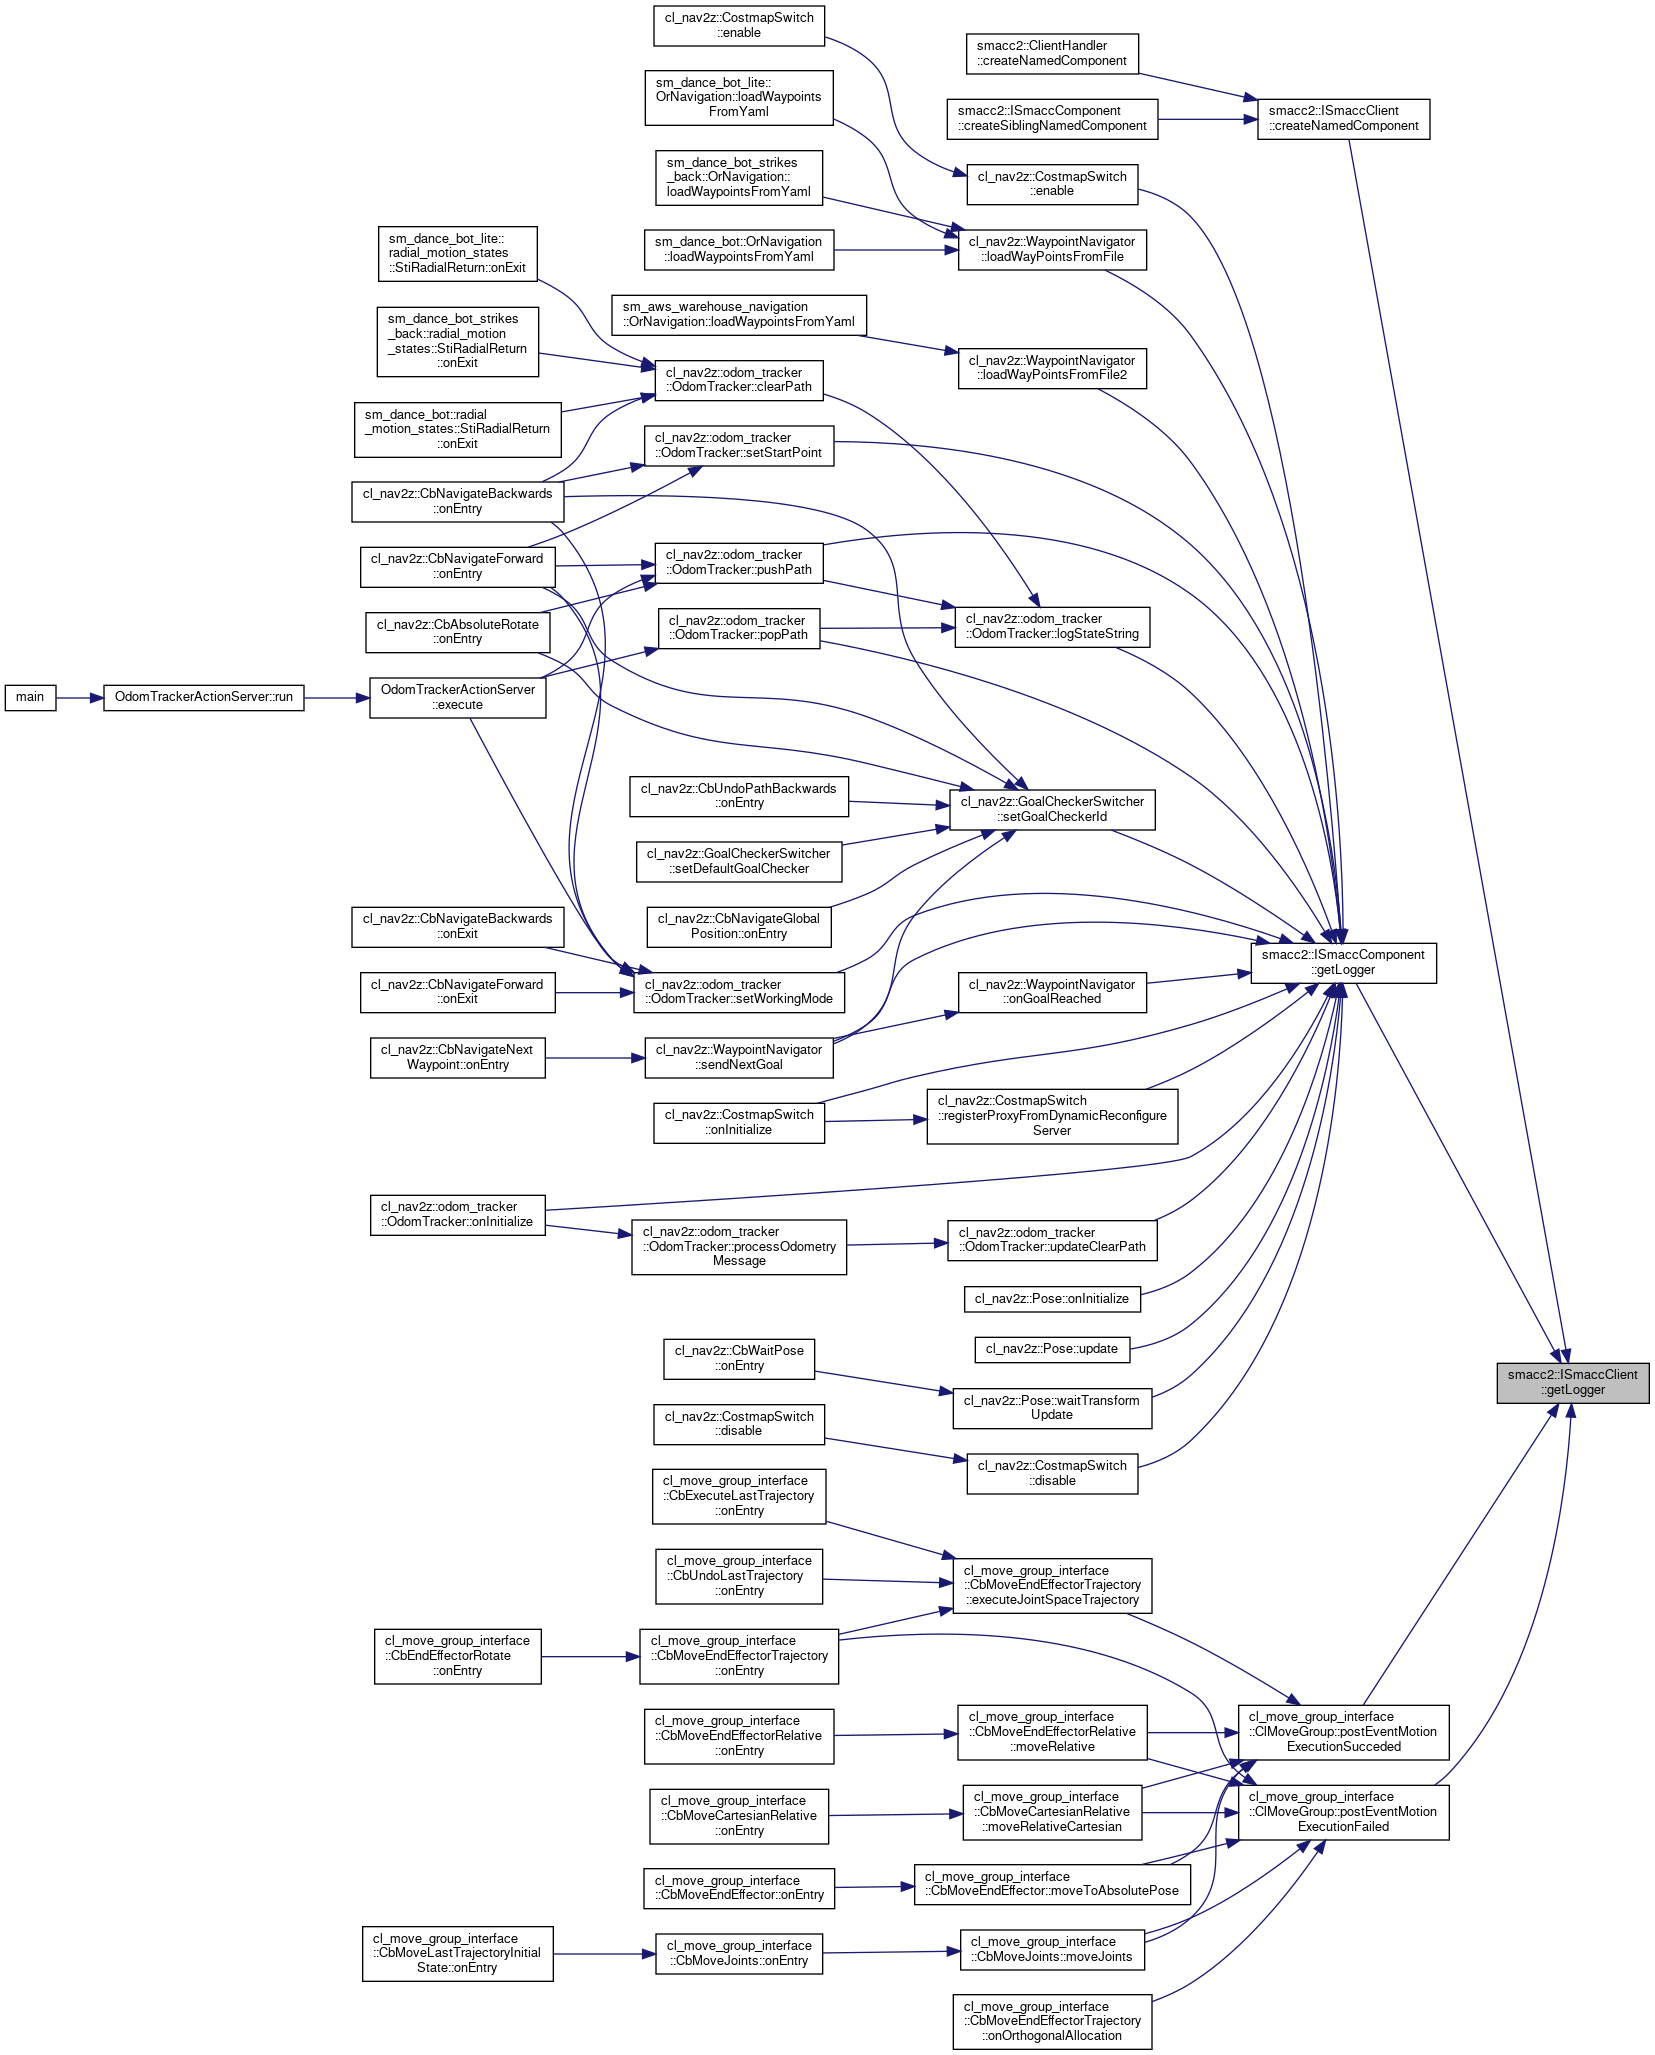 cl_nav2z::CostmapSwitch
::enable
smacc2::ClientHandler
::createNamedComponent
sm_dance_bot_lite::
OrNavigation::loadWaypoints
FromYaml
smacc2::ISmaccComponent
::createSiblingNamedComponent
smacc2::ISmaccClient
::createNamedComponent
sm_dance_bot_strikes
_back::OrNavigation::
loadWaypointsFromYaml
cl_nav2z::CostmapSwitch
::enable
sm_dance_bot_lite::
radial_motion_states
::StiRadialReturn::onExit
sm_dance_bot::OrNavigation
::loadWaypointsFromYaml
cl_nav2z::WaypointNavigator
::loadWayPointsFromFile
sm_aws_warehouse_navigation
::OrNavigation::loadWaypointsFromYaml
sm_dance_bot_strikes
_back::radial_motion
_states::StiRadialReturn
::onExit
cl_nav2z::odom_tracker
::OdomTracker::clearPath
cl_nav2z::WaypointNavigator
::loadWayPointsFromFile2
sm_dance_bot::radial
_motion_states::StiRadialReturn
::onExit
cl_nav2z::odom_tracker
::OdomTracker::setStartPoint
cl_nav2z::CbNavigateBackwards
::onEntry
cl_nav2z::CbNavigateForward
::onEntry
cl_nav2z::odom_tracker
::OdomTracker::pushPath
cl_nav2z::CbAbsoluteRotate
::onEntry
cl_nav2z::odom_tracker
::OdomTracker::popPath
cl_nav2z::odom_tracker
::OdomTracker::logStateString
main
OdomTrackerActionServer::run
OdomTrackerActionServer
::execute
cl_nav2z::CbUndoPathBackwards
::onEntry
cl_nav2z::GoalCheckerSwitcher
::setGoalCheckerId
cl_nav2z::GoalCheckerSwitcher
::setDefaultGoalChecker
cl_nav2z::CbNavigateBackwards
::onExit
cl_nav2z::CbNavigateGlobal
Position::onEntry
smacc2::ISmaccComponent
::getLogger
cl_nav2z::CbNavigateForward
::onExit
cl_nav2z::odom_tracker
::OdomTracker::setWorkingMode
cl_nav2z::WaypointNavigator
::onGoalReached
cl_nav2z::CbNavigateNext
Waypoint::onEntry
cl_nav2z::WaypointNavigator
::sendNextGoal
cl_nav2z::CostmapSwitch
::onInitialize
cl_nav2z::CostmapSwitch
::registerProxyFromDynamicReconfigure
Server
cl_nav2z::odom_tracker
::OdomTracker::onInitialize
cl_nav2z::odom_tracker
::OdomTracker::processOdometry
Message
cl_nav2z::odom_tracker
::OdomTracker::updateClearPath
cl_nav2z::Pose::onInitialize
cl_nav2z::Pose::update
cl_nav2z::CbWaitPose
::onEntry
smacc2::ISmaccClient
::getLogger
cl_nav2z::Pose::waitTransform
Update
cl_nav2z::CostmapSwitch
::disable
cl_nav2z::CostmapSwitch
::disable
cl_move_group_interface
::CbExecuteLastTrajectory
::onEntry
cl_move_group_interface
::CbUndoLastTrajectory
::onEntry
cl_move_group_interface
::CbMoveEndEffectorTrajectory
::executeJointSpaceTrajectory
cl_move_group_interface
::CbEndEffectorRotate
::onEntry
cl_move_group_interface
::CbMoveEndEffectorTrajectory
::onEntry
cl_move_group_interface
::CbMoveEndEffectorRelative
::onEntry
cl_move_group_interface
::CbMoveEndEffectorRelative
::moveRelative
cl_move_group_interface
::ClMoveGroup::postEventMotion
ExecutionSucceded
cl_move_group_interface
::CbMoveCartesianRelative
::onEntry
cl_move_group_interface
::CbMoveCartesianRelative
::moveRelativeCartesian
cl_move_group_interface
::ClMoveGroup::postEventMotion
ExecutionFailed
cl_move_group_interface
::CbMoveEndEffector::onEntry
cl_move_group_interface
::CbMoveEndEffector::moveToAbsolutePose
cl_move_group_interface
::CbMoveLastTrajectoryInitial
State::onEntry
cl_move_group_interface
::CbMoveJoints::onEntry
cl_move_group_interface
::CbMoveJoints::moveJoints
cl_move_group_interface
::CbMoveEndEffectorTrajectory
::onOrthogonalAllocation